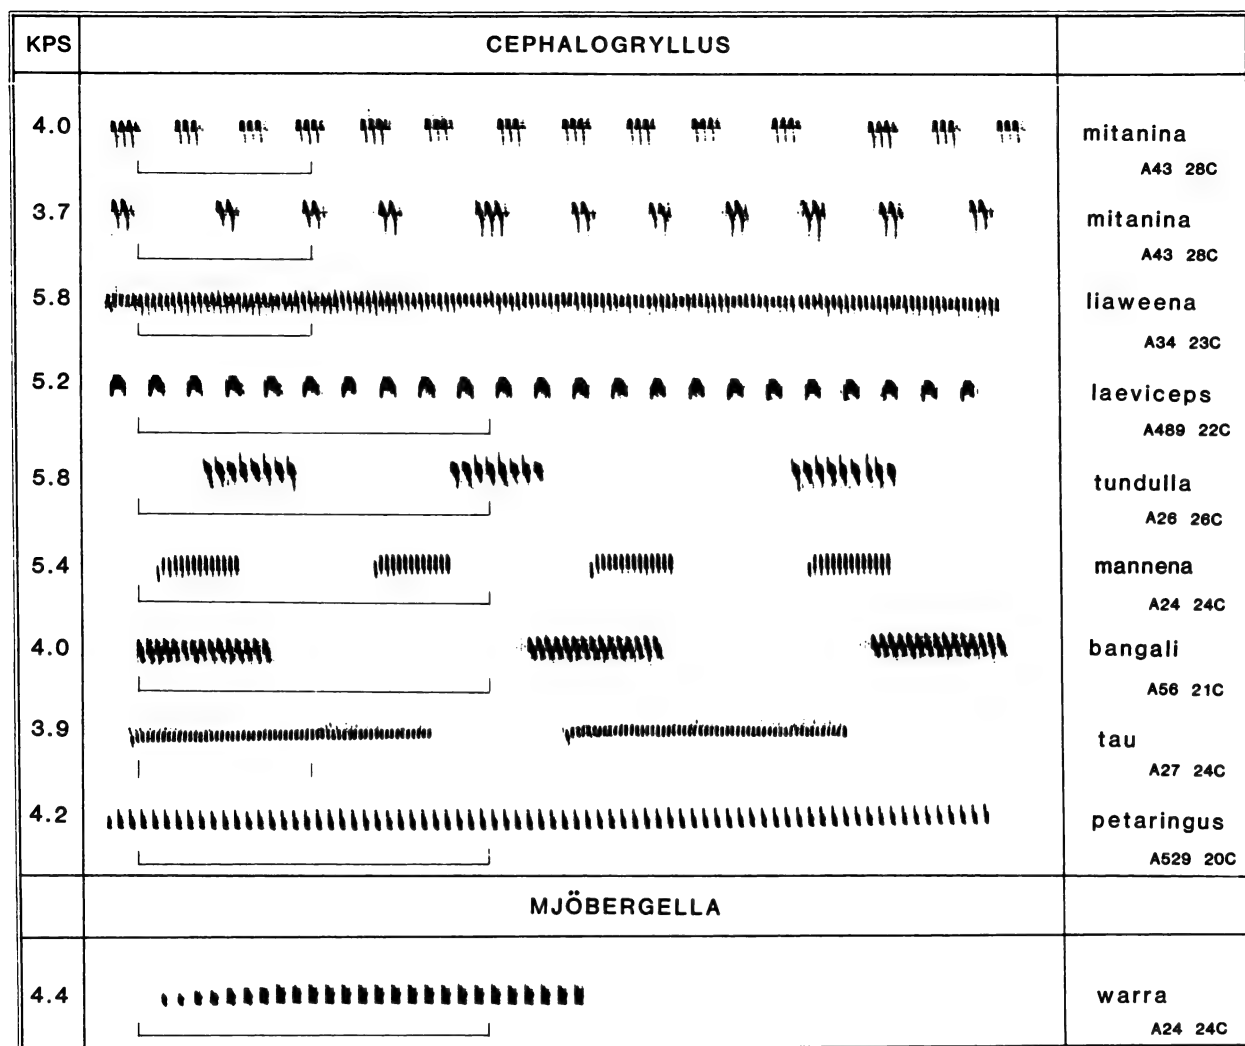 KPS CEPHALOGRYLLUS
4.0 mitanina
A43 28C
3.7 mitanina
A43 28C
5.8 liaweena
A34 23C
5.2 laeviceps
A489 22C
5.8 tundulla
A26 26C
5.4 mannena
A24 24C
4.0 bangali
A56 21C
3.9 tau
A27 24C
4.2 petaringus
A529 20C
MJÖBERGELLA
4.4 warra
A24 24C